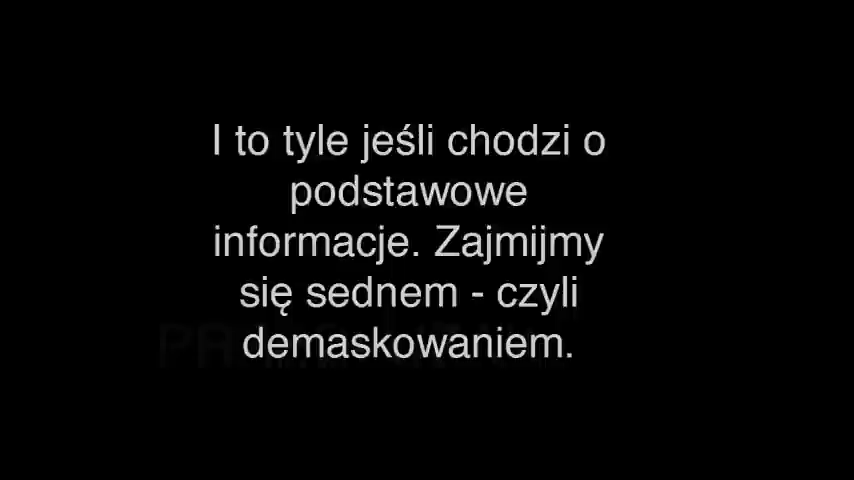 I to tyle jeśli chodzi o
podstawowe
informacje. Zajmijmy
się sednem - czyli
demaskowaniem.